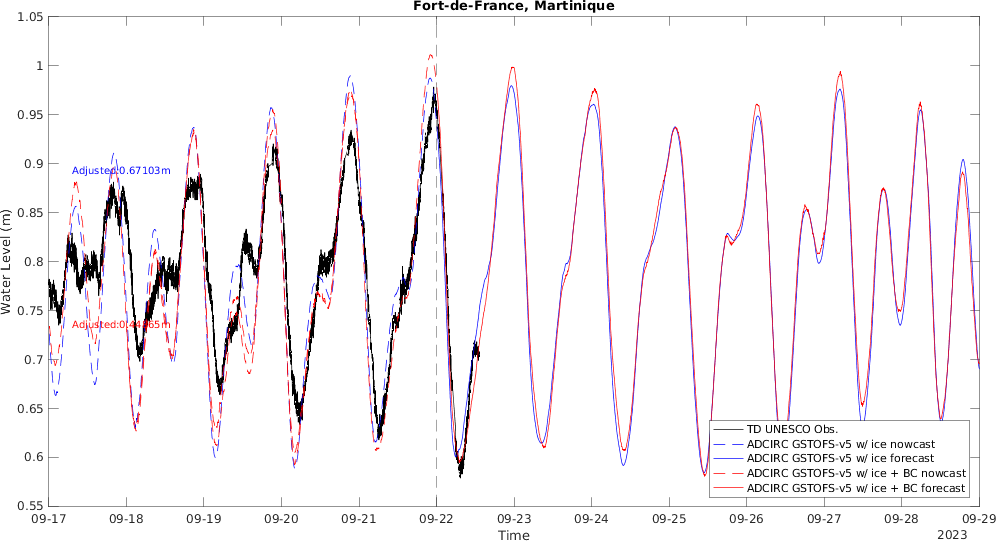 Fort-de-France, Martinique
1.05
1
0.95
0.9
0.85
0.8
0.75
0.7
0.65
0.6
0.55
Water Level (m)
Adjusted:0.67103m
TD UNESCO Obs.
ADCIRC GSTOFS-v5 w/ ice nowcast
ADCIRC GSTOFS-v5 w/ ice forecast
ADCIRC GSTOFS-v5 w/ ice + BC nowcast
ADCIRC GSTOFS-v5 w/ ice + BC forecast
09-17 09-18 09-19 09-20 09-21 09-22 09-23 09-24 09-25 09-26 09-27 09-28 09-29
Time
2023